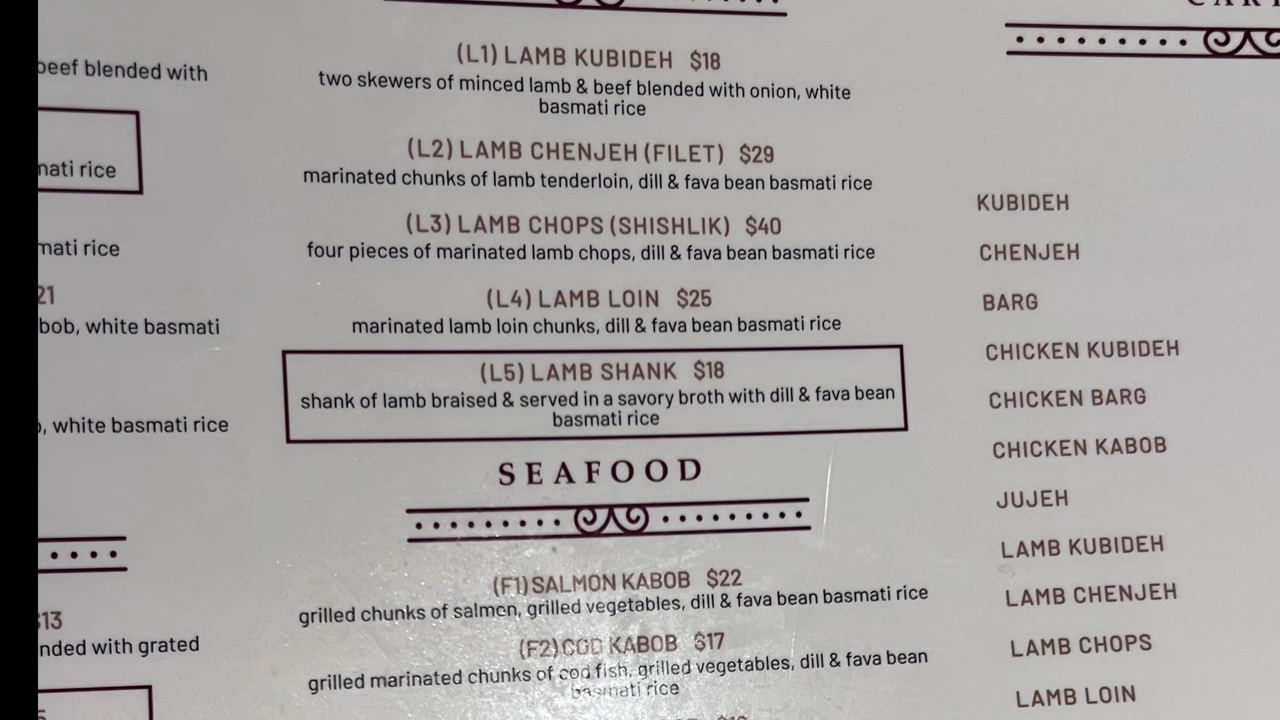 beef blended with
mati rice
mati rice
21
bob, white basmati
, white basmati rice
$13
nded with grated
(L1) LAMB KUBIDEH $18
two skewers of minced lamb & beef blended with onion, white
basmati rice
(L2) LAMB CHENJEH (FILET) $29
marinated chunks of lamb tenderloin, dill & fava bean basmati rice
(L3) LAMB CHOPS (SHISHLIK) $40
four pieces of marinated lamb chops, dill & fava bean basmati rice
(L4) LAMB LOIN $25
marinated lamb loin chunks, dill & fava bean basmati rice
(L5) LAMB SHANK $18
shank of lamb braised & served in a savory broth with dill & fava bean
basmati rice
SEAFOOD
(F1) SALMON KABOB $22
grilled chunks of salmon, grilled vegetables, dill & fava bean basmati rice
(F2) COD KABOB $17
grilled marinated chunks of cod fish, grilled vegetables, dill & fava bean
basmati rice
KUBIDEH
CHENJEH
BARG
CHICKEN KUBIDEH
CHICKEN BARG
CHICKEN KABOB
JUJEH
LAMB KUBIDEH
LAMB CHENJEH
LAMB CHOPS
LAMB LOIN